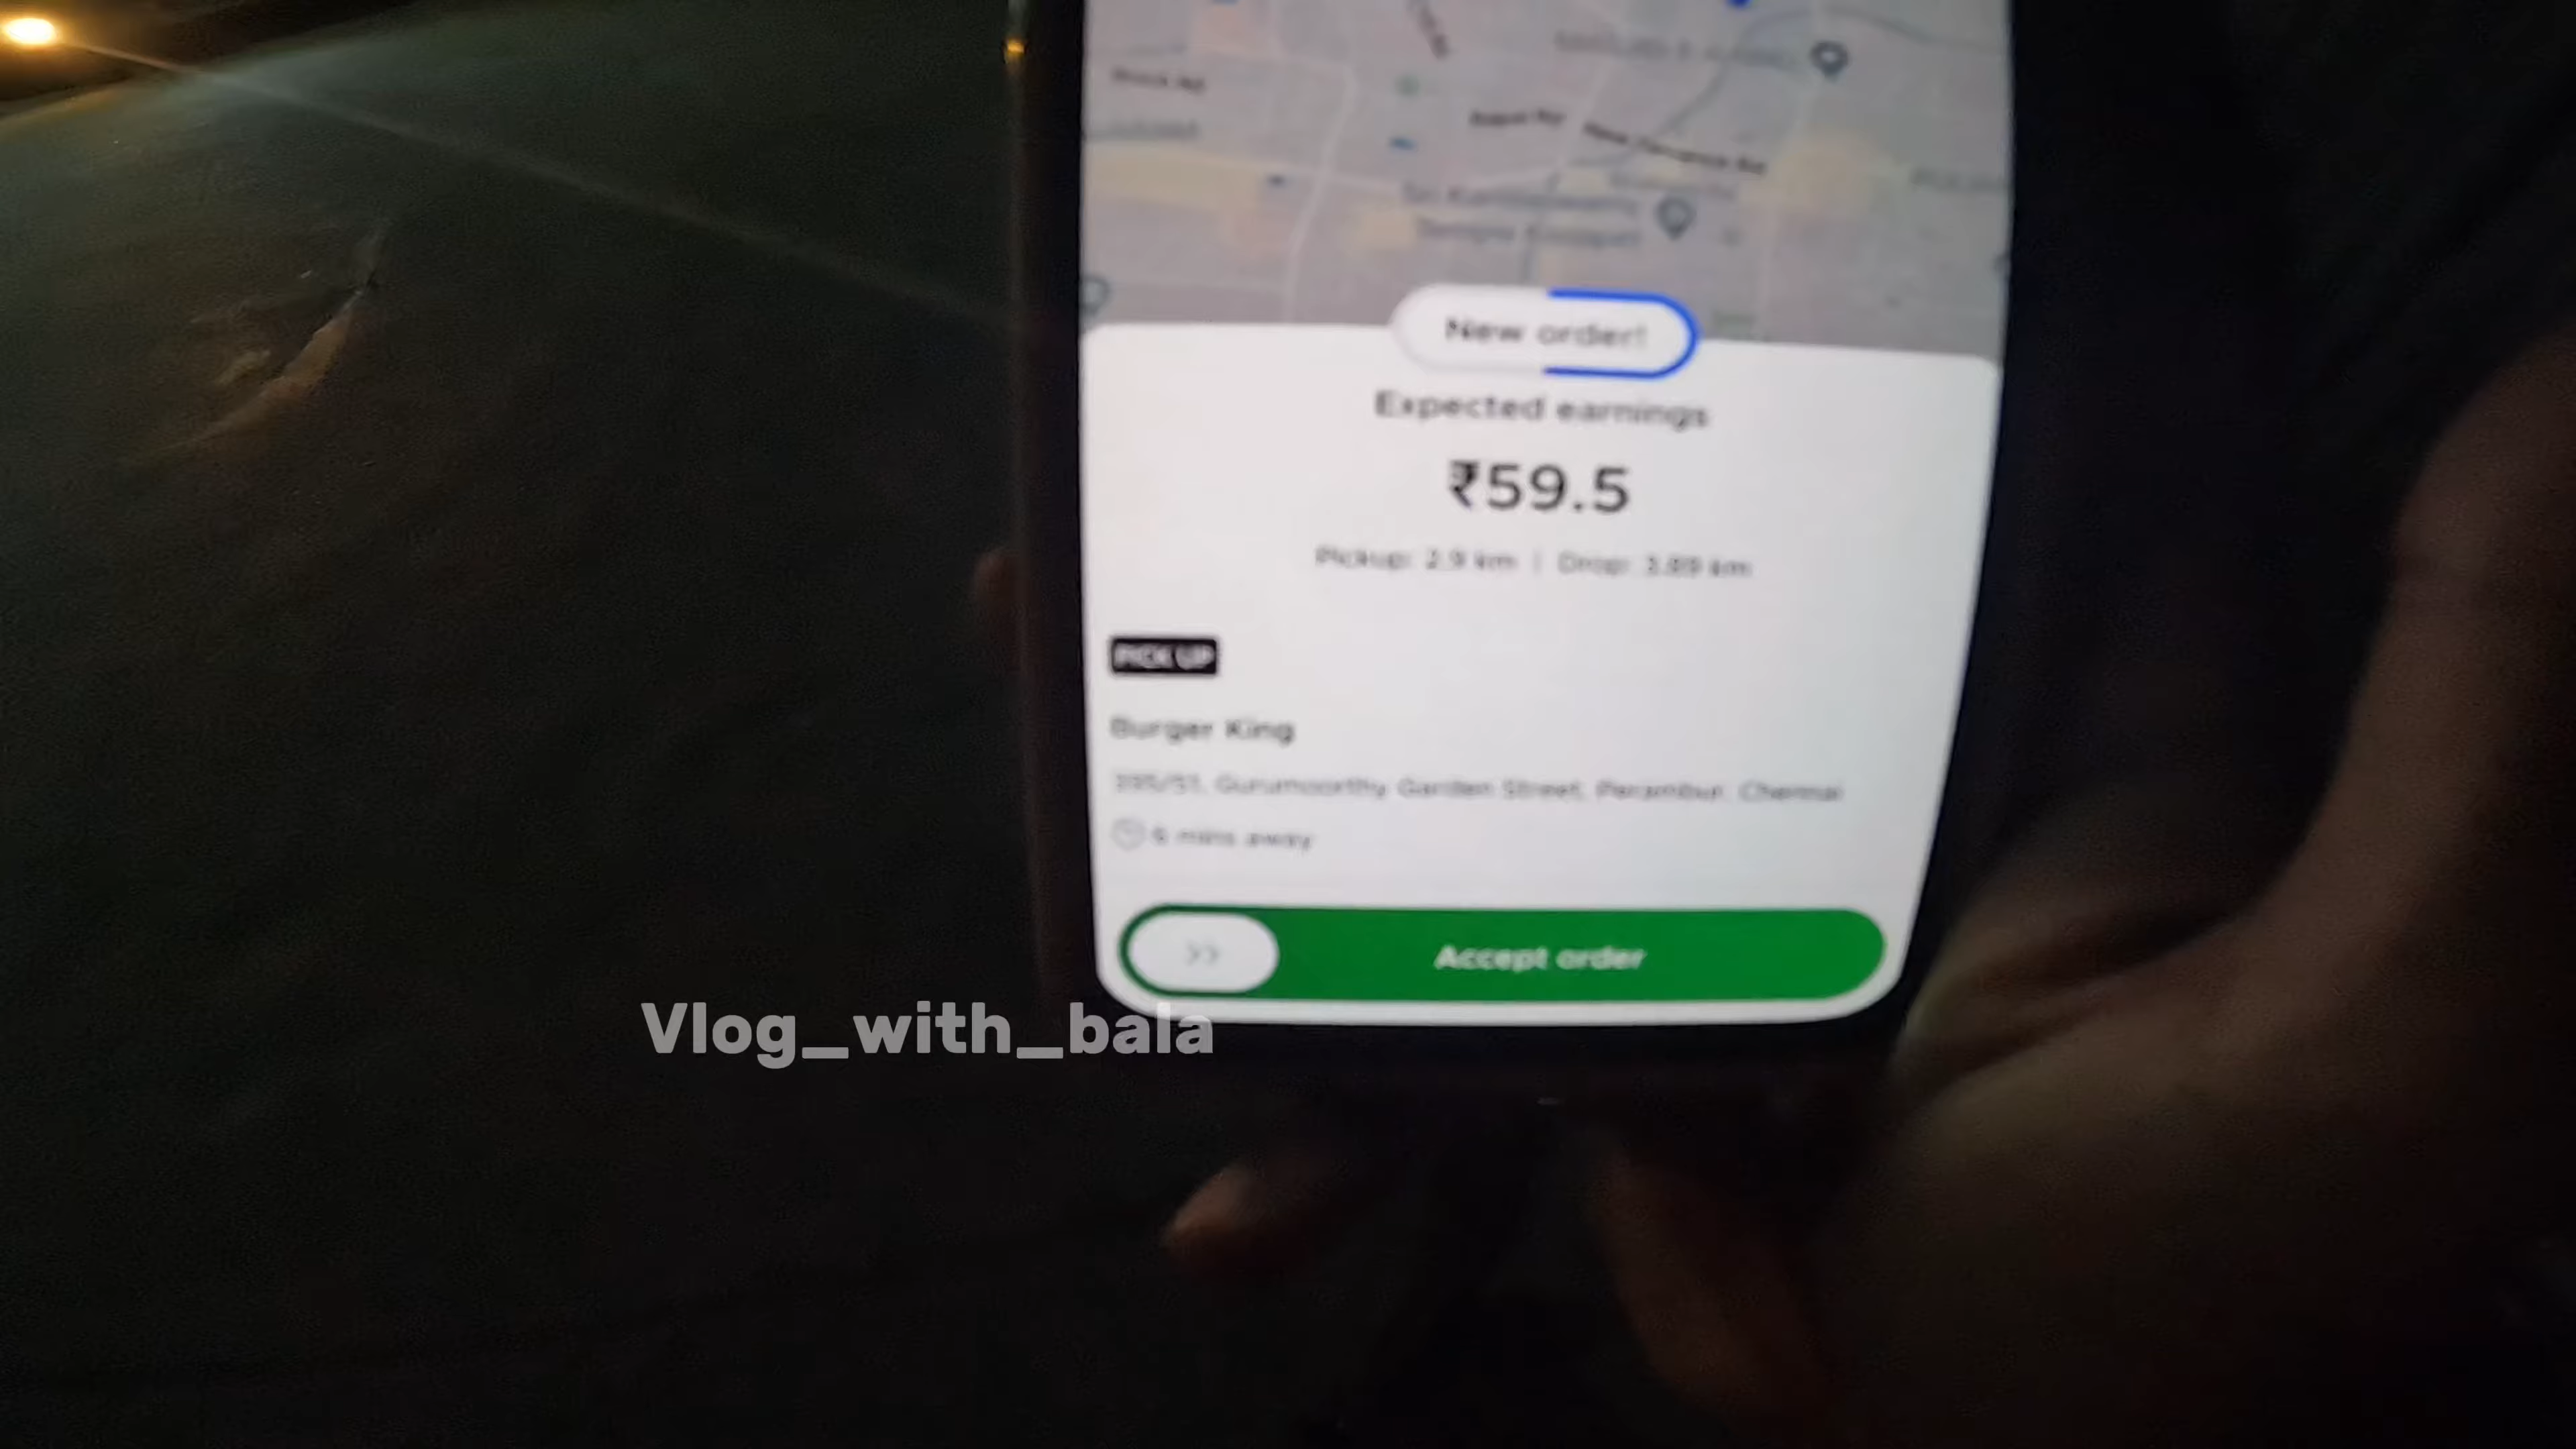 New order!
Expected earnings
₹59.5
Pickup: 2.9 km | Drop: 3.89 km
PICK UP
Burger King
Gurumoorthy Garden Street, Perambur, Chennai
6 mins away
>> Accept order
Vlog_with_bala